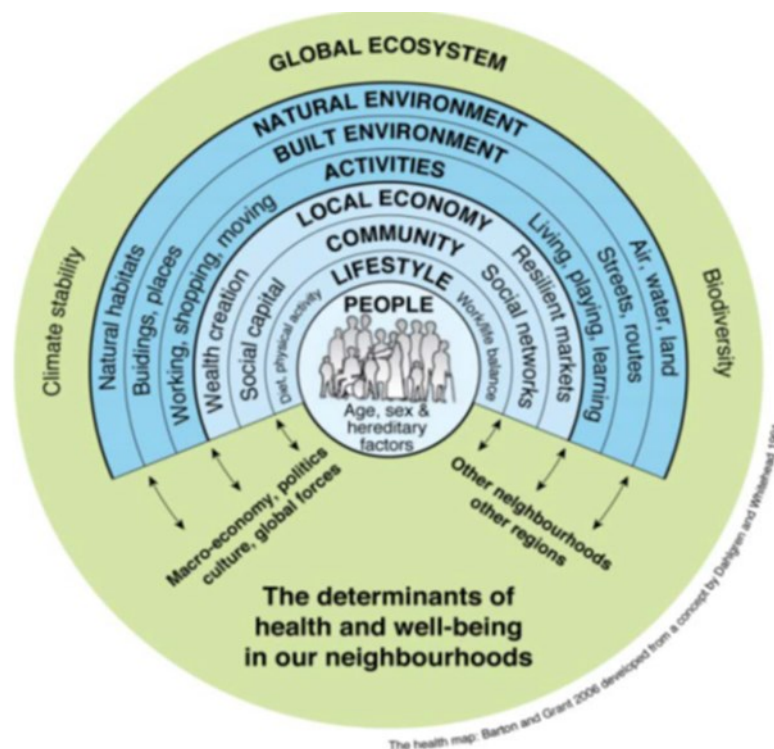 GLOBAL ECOSYSTEM
NATURAL ENVIRONMENT
BUILT ENVIRONMENT
ACTIVITIES
LOCAL ECONOMY
COMMUNITY
LIFESTYLE
PEOPLE
Age, sex &
hereditary
factors
Climate stability
Natural habitats
Buidings, places
Working, shopping, moving
Wealth creation
Social capital
Diet, physical activity
Work/life balance
Social networks
Resilient markets
Living, playing, learning
Streets, routes
Air, water, land
Biodiversity
Macro-economy, politics
culture, global forces
Other neighbourhoods
other regions
The determinants of
health and well-being
in our neighbourhoods
The health map: Barton and Grant 2006 developed from a concept by Dahlgren and Whitehead